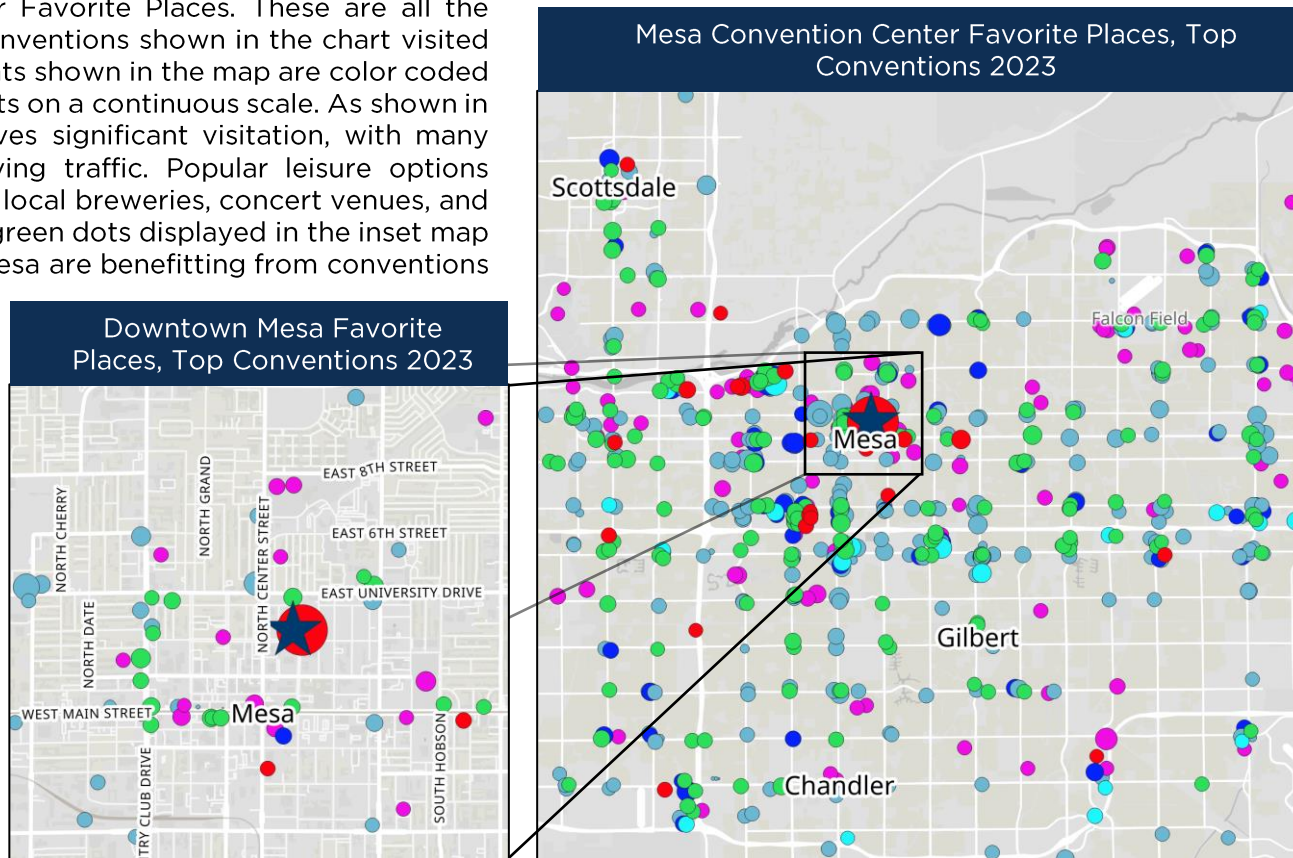 r Favorite Places. These are all the
nventions shown in the chart visited
nts shown in the map are color coded
ts on a continuous scale. As shown in
ves significant visitation, with many
ving traffic. Popular leisure options
local breweries, concert venues, and
green dots displayed in the inset map
esa are benefitting from conventions
Mesa Convention Center Favorite Places, Top
Conventions 2023
Scottsdale
Falcon Field
Mesa
Gilbert
Chandler
Downtown Mesa Favorite
Places, Top Conventions 2023
EAST 8TH STREET
NORTH GRAND
NORTH CHERRY
NORTH CENTER STREET
EAST 6TH STREET
EAST UNIVERSITY DRIVE
NORTH DATE
WEST MAIN STREET
Mesa
SOUTH HOBSON
TRY CLUB DRIVE